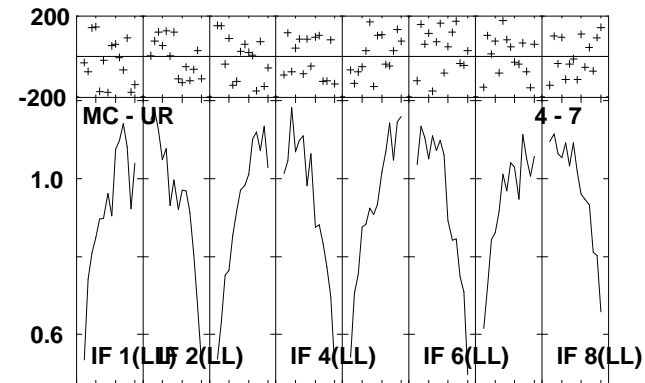 200
-200
MC - UR 4 - 7
1.0
0.6
IF 1(LL) IF 2(LL) IF 4(LL) IF 6(LL) IF 8(LL)